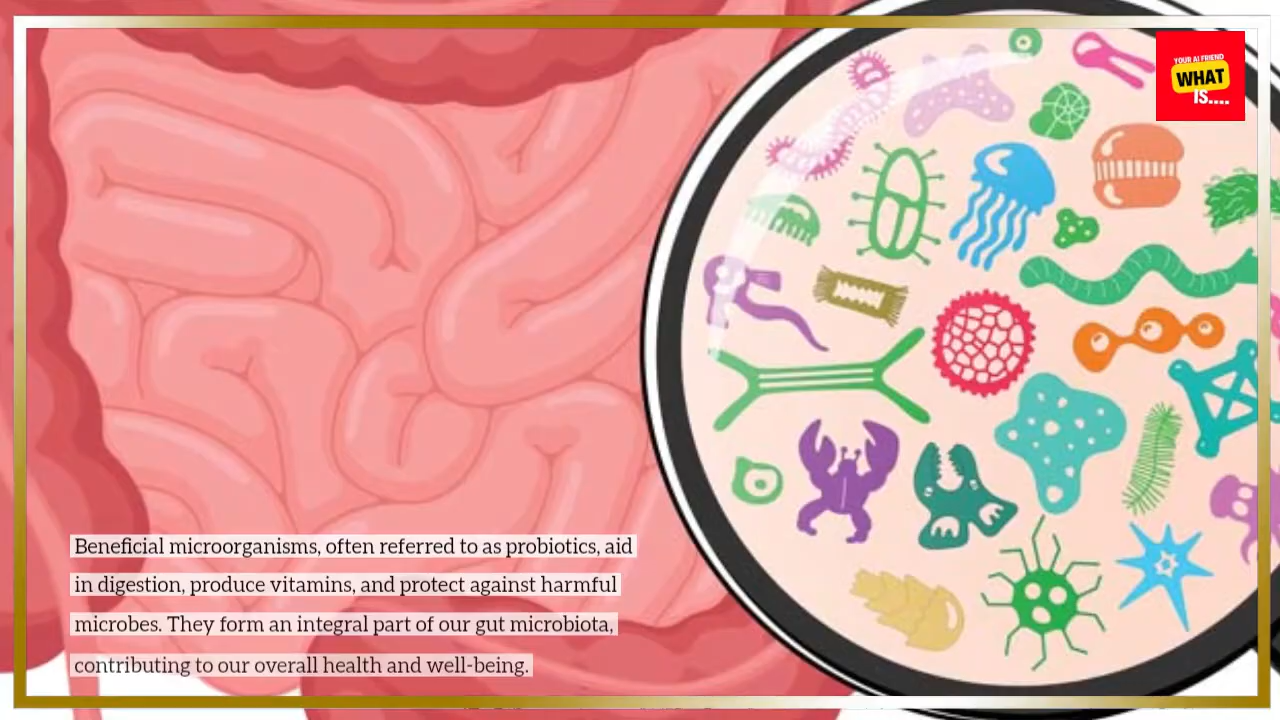 YOUR AI FRIEND
WHAT
IS....
Beneficial microorganisms, often referred to as probiotics, aid
in digestion, produce vitamins, and protect against harmful
microbes. They form an integral part of our gut microbiota,
contributing to our overall health and well-being.